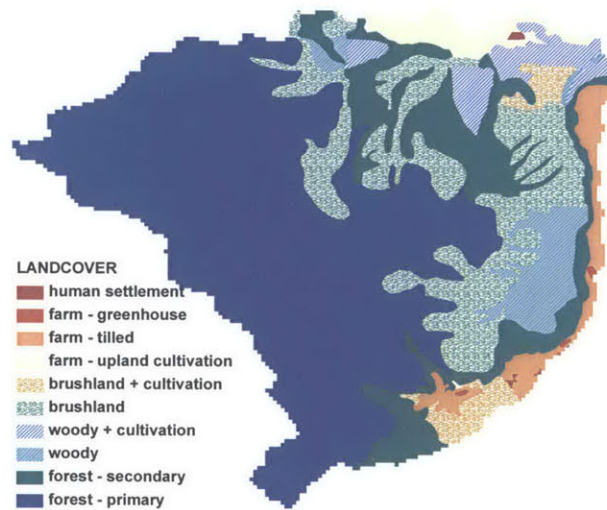 LANDCOVER
human settlement
farm - greenhouse
farm - tilled
farm - upland cultivation
brushland + cultivation
brushland
woody + cultivation
woody
forest - secondary
forest - primary